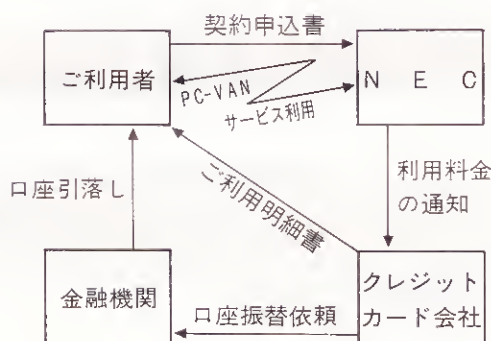 契約申込書
ご利用者
N E C
PC-VAN
サービス利用
口座引落し
ご利用明細書
利用料金
の通知
金融機関
クレジット
カード会社
口座振替依頼